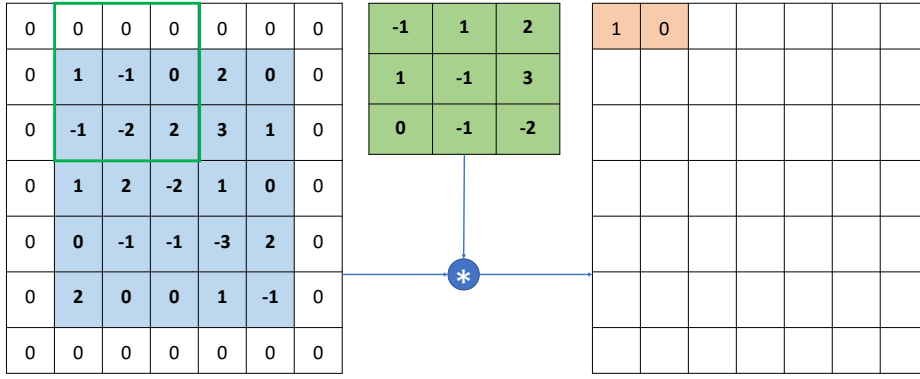 0 0 0 0 0 0 0
0 1 -1 0 2 0 0
0 -1 -2 2 3 1 0
0 1 2 -2 1 0 0
0 0 -1 -1 -3 2 0
0 2 0 0 1 -1 0
0 0 0 0 0 0 0
-1 1 2
1 -1 3
0 -1 -2
*
1 0